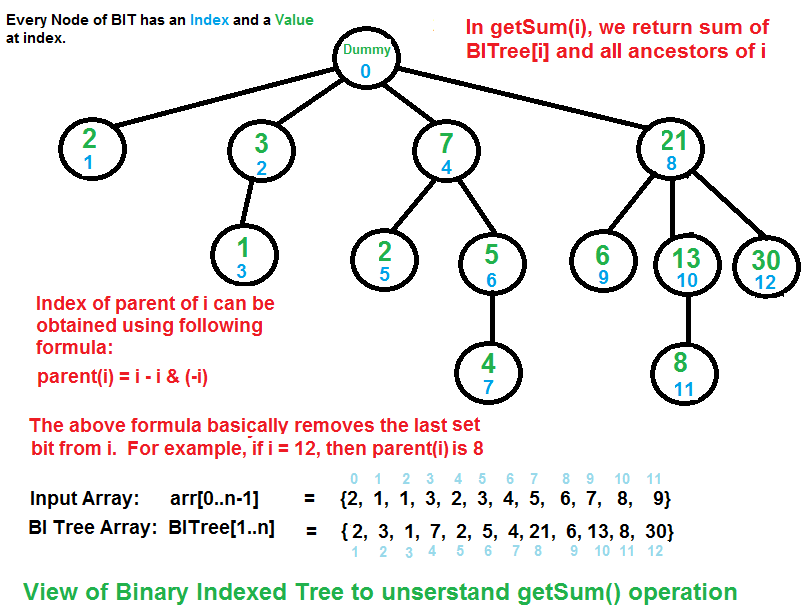 Every Node of BIT has an Index and a Value
at index.
In getSum(i), we return sum of
BITree[i] and all ancestors of i
Dummy
0
2
1
3
2
7
4
21
8
1
3
2
5
5
6
6
9
13
10
30
12
4
7
8
11
Index of parent of i can be
obtained using following
formula:
parent(i) = i - i & (-i)
The above formula basically removes the last set
bit from i. For example, if i = 12, then parent(i) is 8
0 1 2 3 4 5 6 7 8 9 10 11
Input Array: arr[0..n-1] = {2, 1, 1, 3, 2, 3, 4, 5, 6, 7, 8, 9}
BI Tree Array: BITree[1..n] = { 2, 3, 1, 7, 2, 5, 4, 21, 6, 13, 8, 30}
1 2 3 4 5 6 7 8 9 10 11 12
View of Binary Indexed Tree to unserstand getSum() operation